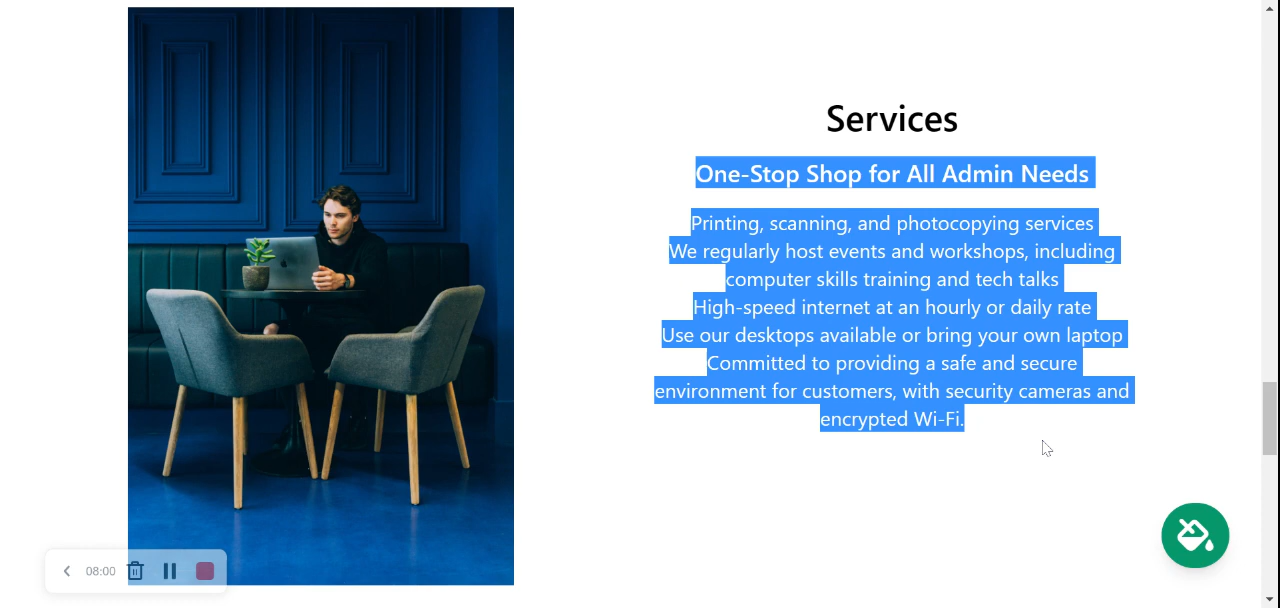 Services
One-Stop Shop for All Admin Needs
Printing, scanning, and photocopying services
We regularly host events and workshops, including
computer skills training and tech talks
High-speed internet at an hourly or daily rate
Use our desktops available or bring your own laptop
Committed to providing a safe and secure
environment for customers, with security cameras and
encrypted Wi-Fi.
08:00